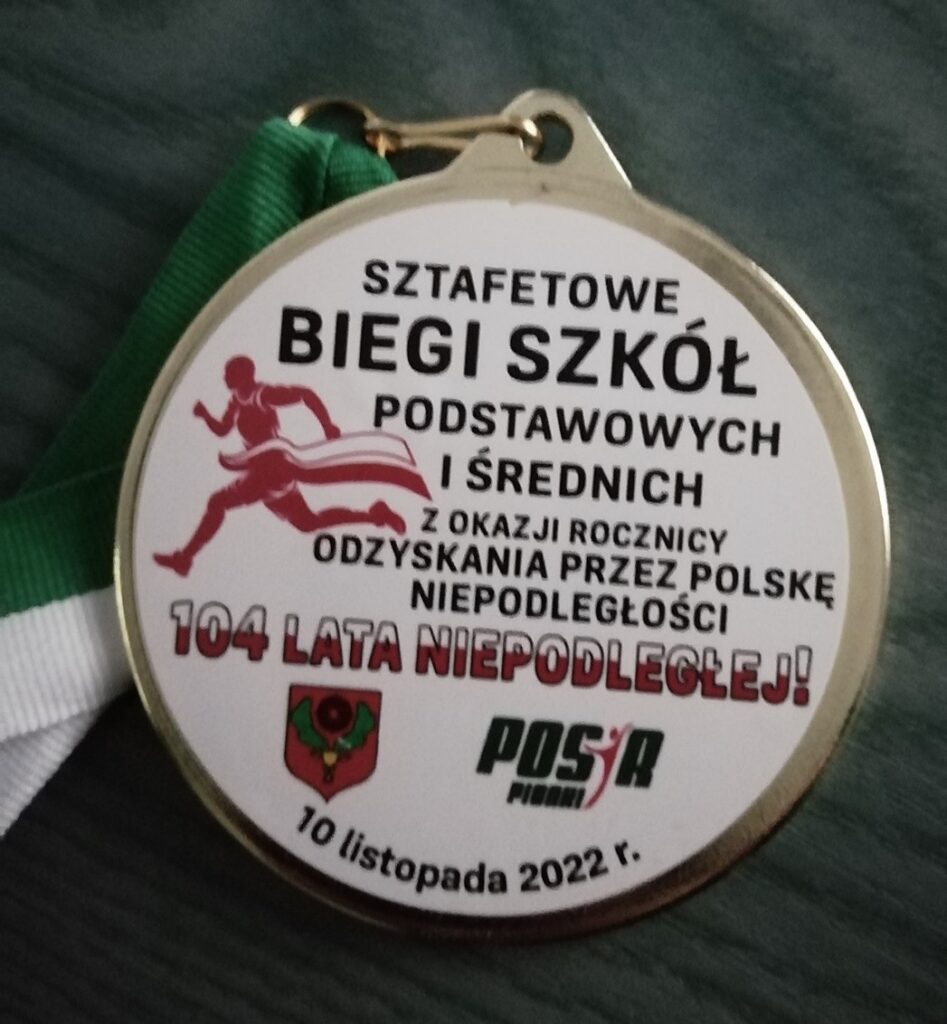 SZTAFETOWE
BIEGI SZKÓŁ
PODSTAWOWYCH
I ŚREDNICH
Z OKAZJI ROCZNICY
ODZYSKANIA PRZEZ POLSKĘ
NIEPODLEGŁOŚCI
104 LATA NIEPODLEGŁEJ!
POSiR
PIONKI
10 listopada 2022 r.